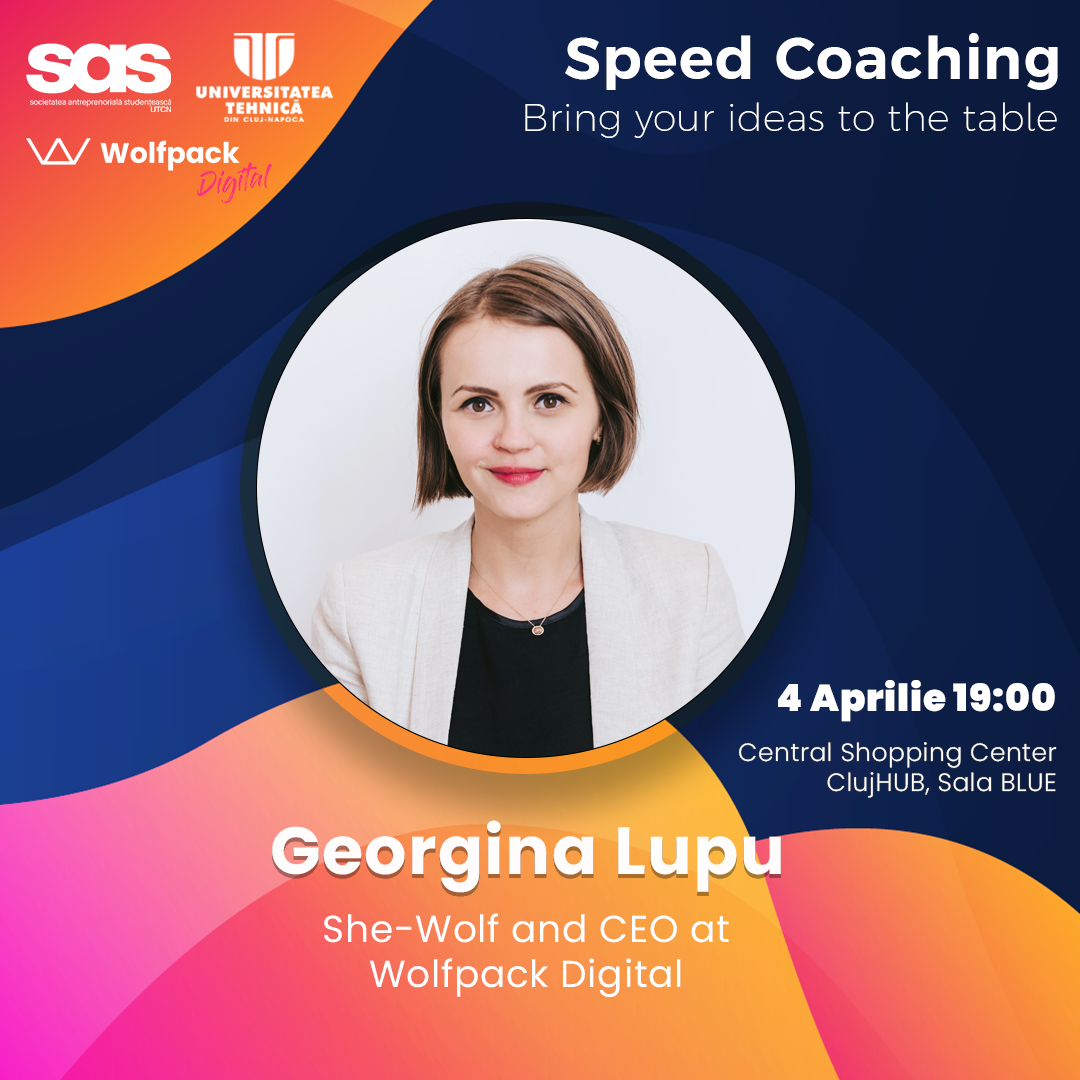 sas
societatea antreprenorială studențească
UTCN
UNIVERSITATEA
TEHNICĂ
DIN CLUJ-NAPOCA
Wolfpack
Digital
Speed Coaching
Bring your ideas to the table
4 Aprilie 19:00
Central Shopping Center
ClujHUB, Sala BLUE
Georgina Lupu
She-Wolf and CEO at
Wolfpack Digital